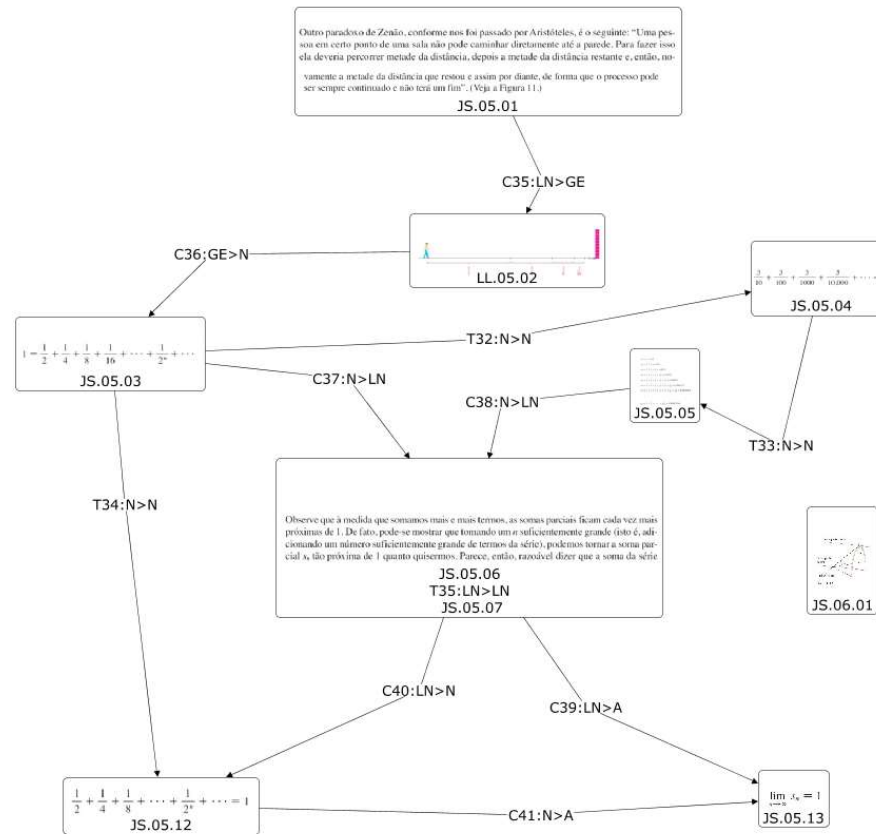 Outro paradoxo de Zenão, conforme nos foi passado por Aristóteles, é o seguinte: “Uma pes-
soa em certo ponto de uma sala não pode caminhar diretamente até a parede. Para fazer isso
ela deveria percorrer metade da distância, depois a metade da distância restante e, então, no-
vamente a metade da distância que restou e assim por diante, de forma que o processo pode
ser sempre continuado e não terá um fim”. (Veja a Figura 11.)
JS.05.01
C35:LN>GE
C36:GE>N
LL.05.02
3/10 + 3/100 + 3/1000 + 3/10.000 + ···
JS.05.04
T32:N>N
1 = 1/2 + 1/4 + 1/8 + 1/16 + ··· + 1/2ⁿ + ···
JS.05.03
C37:N>LN
C38:N>LN
JS.05.05
T33:N>N
T34:N>N
Observe que à medida que somamos mais e mais termos, as somas parciais ficam cada vez mais
próximas de 1. De fato, pode-se mostrar que tomando um n suficientemente grande (isto é, adi-
cionando um número suficientemente grande de termos da série), podemos tornar a soma par-
cial sₙ tão próxima de 1 quanto quisermos. Parece, então, razoável dizer que a soma da série
JS.05.06
T35:LN>LN
JS.05.07
JS.06.01
C40:LN>N
C39:LN>A
1/2 + 1/4 + 1/8 + ··· + 1/2ⁿ + ··· = 1
JS.05.12
C41:N>A
lim n→∞ sₙ = 1
JS.05.13